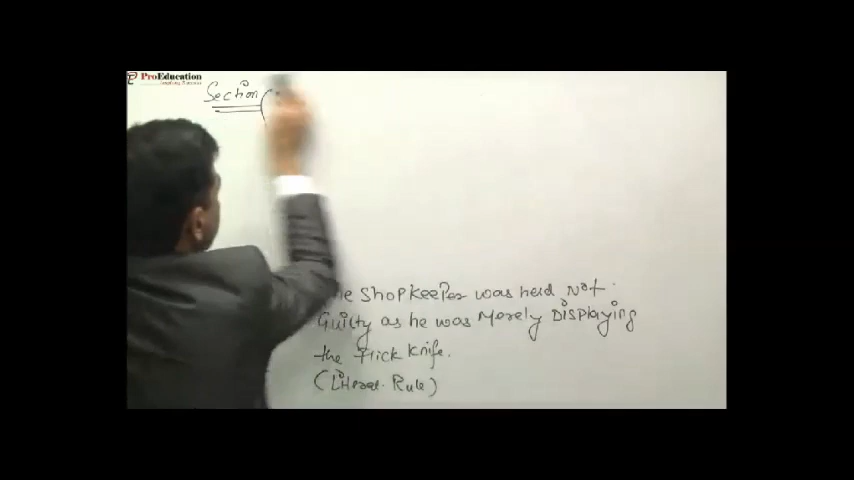 ProEducation
Section (
The Shopkeeper was held Not
Guilty as he was Merely Displaying
the Flick Knife.
(Literal Rule)